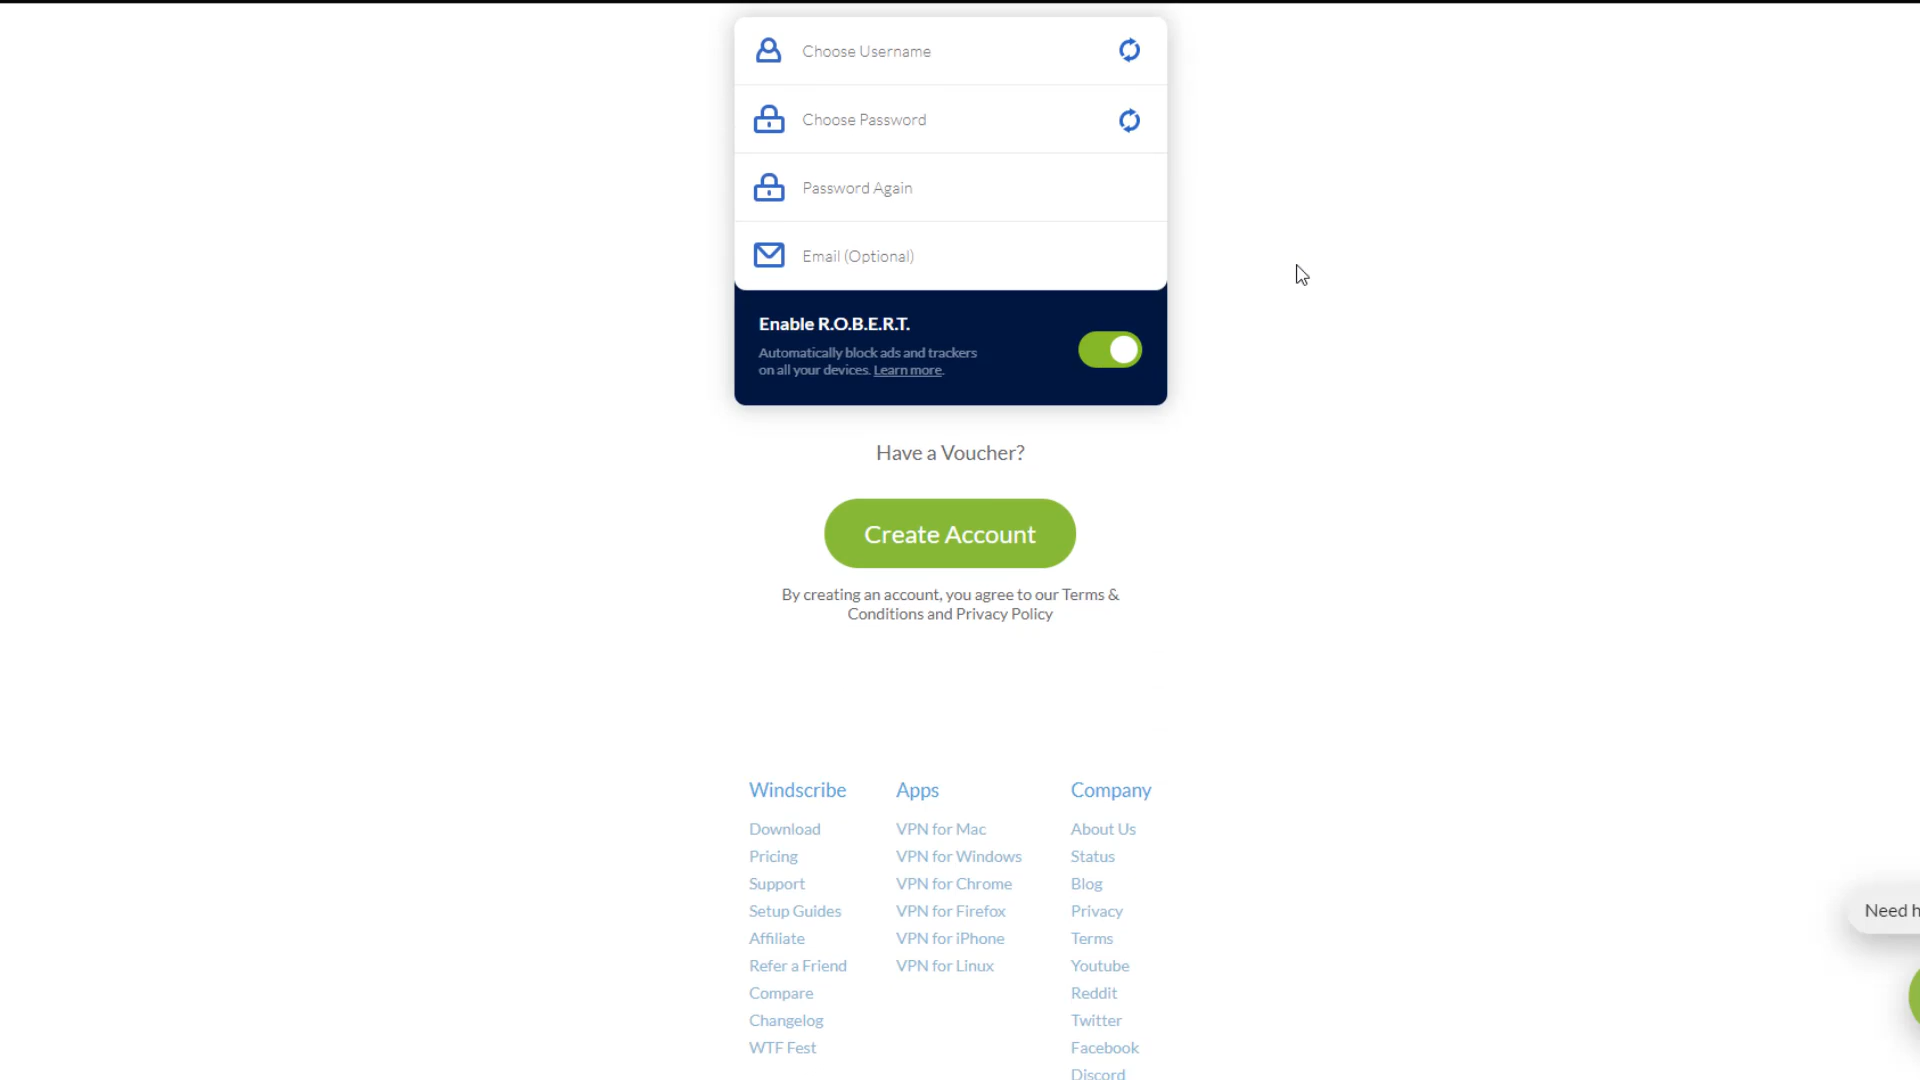 Choose Username
Choose Password
Password Again
Email (Optional)
Enable R.O.B.E.R.T.
Automatically block ads and trackers
on all your devices. Learn more.
Have a Voucher?
Create Account
By creating an account, you agree to our Terms &
Conditions and Privacy Policy
Windscribe
Download
Pricing
Support
Setup Guides
Affiliate
Refer a Friend
Compare
Changelog
WTF Fest
Apps
VPN for Mac
VPN for Windows
VPN for Chrome
VPN for Firefox
VPN for iPhone
VPN for Linux
Company
About Us
Status
Blog
Privacy
Terms
Youtube
Reddit
Twitter
Facebook
Discord
Need h